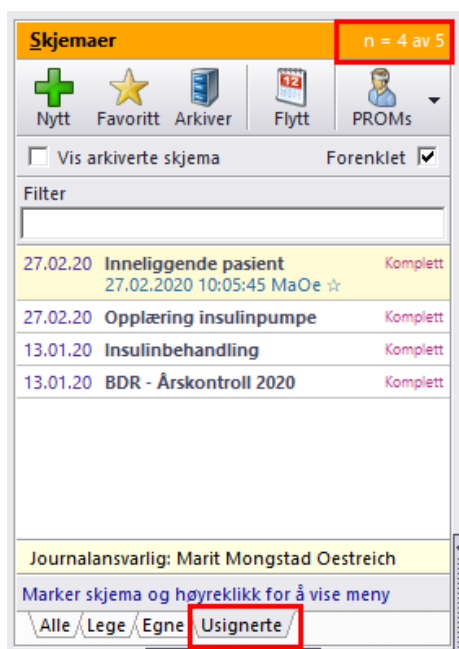 Skjemaer n = 4 av 5
12
Nytt Favoritt Arkiver Flytt PROMs
Vis arkiverte skjema Forenklet
Filter
27.02.20 Inneliggende pasient Komplett
27.02.2020 10:05:45 MaOe ☆
27.02.20 Opplæring insulinpumpe Komplett
13.01.20 Insulinbehandling Komplett
13.01.20 BDR - Årskontroll 2020 Komplett
Journalansvarlig: Marit Mongstad Oestreich
Marker skjema og høyreklikk for å vise meny
Alle Lege Egne Usignerte